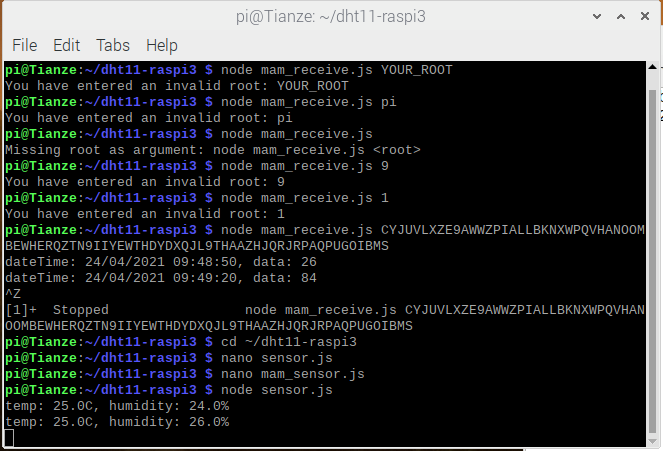 pi@Tianze: ~/dht11-raspi3
File Edit Tabs Help
pi@Tianze:~/dht11-raspi3 $ node mam_receive.js YOUR_ROOT
You have entered an invalid root: YOUR_ROOT
pi@Tianze:~/dht11-raspi3 $ node mam_receive.js pi
You have entered an invalid root: pi
pi@Tianze:~/dht11-raspi3 $ node mam_receive.js
Missing root as argument: node mam_receive.js <root>
pi@Tianze:~/dht11-raspi3 $ node mam_receive.js 9
You have entered an invalid root: 9
pi@Tianze:~/dht11-raspi3 $ node mam_receive.js 1
You have entered an invalid root: 1
pi@Tianze:~/dht11-raspi3 $ node mam_receive.js CYJUVLXZE9AWWZPIALLBKNXWPQVHANOOM
BEWHERQZTN9IIYEWTHDYDXQJL9THAAZHJQRJRPAQPUGOIBMS
dateTime: 24/04/2021 09:48:50, data: 26
dateTime: 24/04/2021 09:49:20, data: 84
^Z
[1]+  Stopped                 node mam_receive.js CYJUVLXZE9AWWZPIALLBKNXWPQVHAN
OOMBEWHERQZTN9IIYEWTHDYDXQJL9THAAZHJQRJRPAQPUGOIBMS
pi@Tianze:~/dht11-raspi3 $ cd ~/dht11-raspi3
pi@Tianze:~/dht11-raspi3 $ nano sensor.js
pi@Tianze:~/dht11-raspi3 $ nano mam_sensor.js
pi@Tianze:~/dht11-raspi3 $ node sensor.js
temp: 25.0C, humidity: 24.0%
temp: 25.0C, humidity: 26.0%